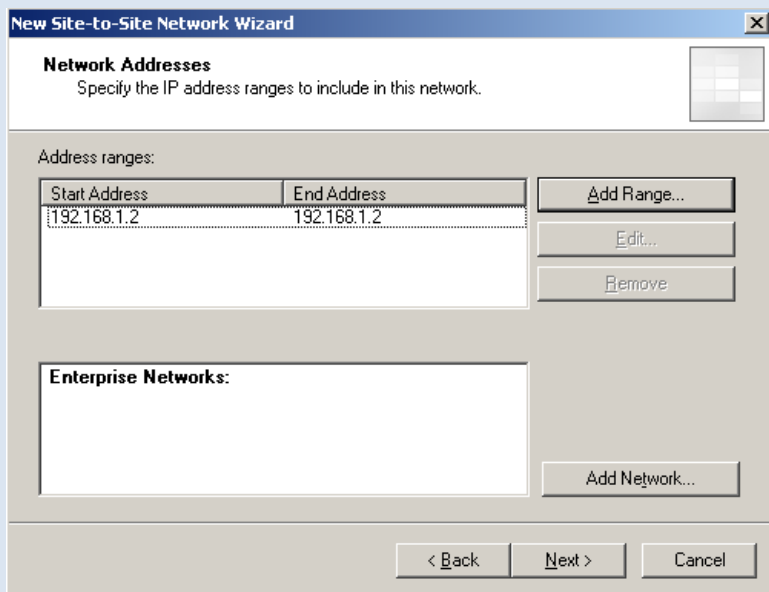 New Site-to-Site Network Wizard
Network Addresses
Specify the IP address ranges to include in this network.
Address ranges:
Start Address End Address
192.168.1.2 192.168.1.2
Add Range...
Edit...
Remove
Enterprise Networks:
Add Network...
< Back Next > Cancel